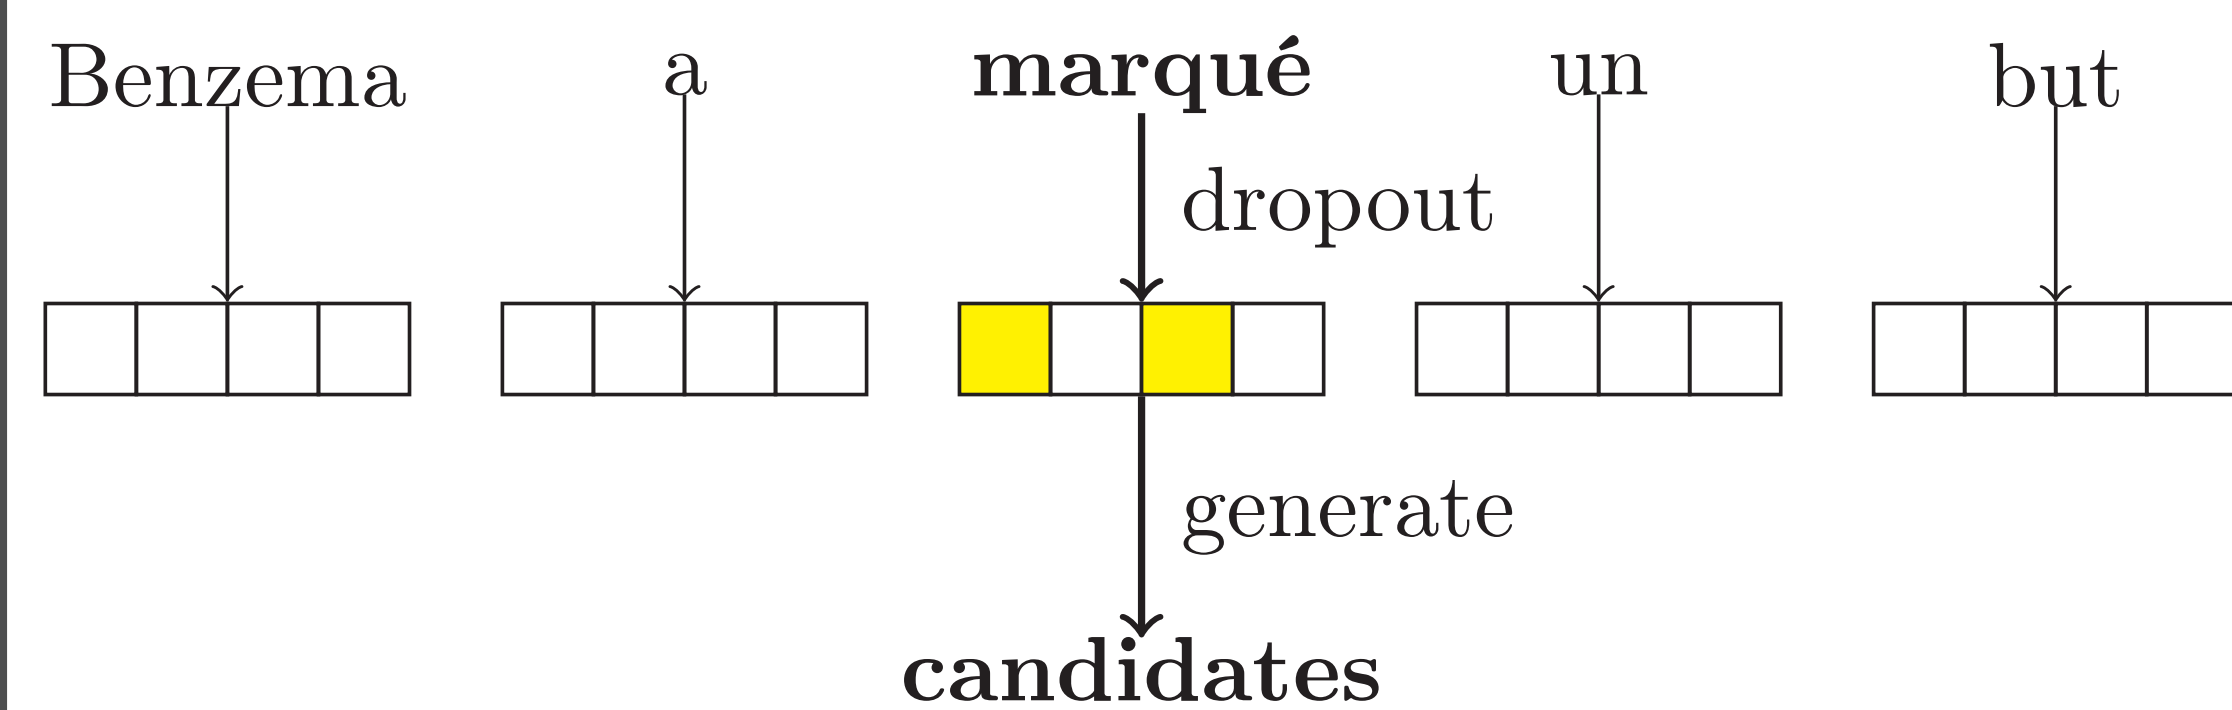 Benzema a marqué un but
dropout
generate
candidates